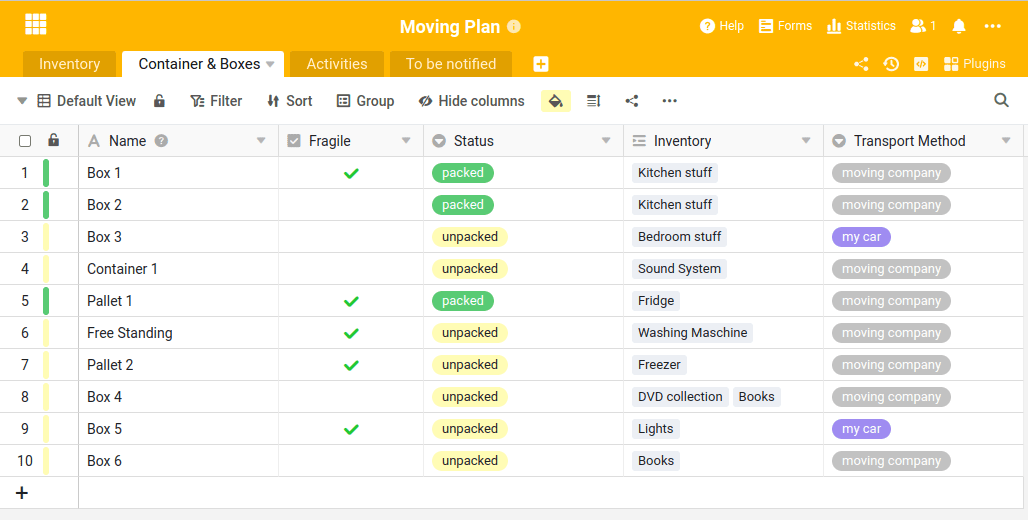 Moving Plan
Help Forms Statistics 1
Inventory Container & Boxes Activities To be notified Plugins
Default View Filter Sort Group Hide columns
Name Fragile Status Inventory Transport Method
1 Box 1 packed Kitchen stuff moving company
2 Box 2 packed Kitchen stuff moving company
3 Box 3 unpacked Bedroom stuff my car
4 Container 1 unpacked Sound System moving company
5 Pallet 1 packed Fridge moving company
6 Free Standing unpacked Washing Maschine moving company
7 Pallet 2 unpacked Freezer moving company
8 Box 4 unpacked DVD collection Books moving company
9 Box 5 unpacked Lights my car
10 Box 6 unpacked Books moving company